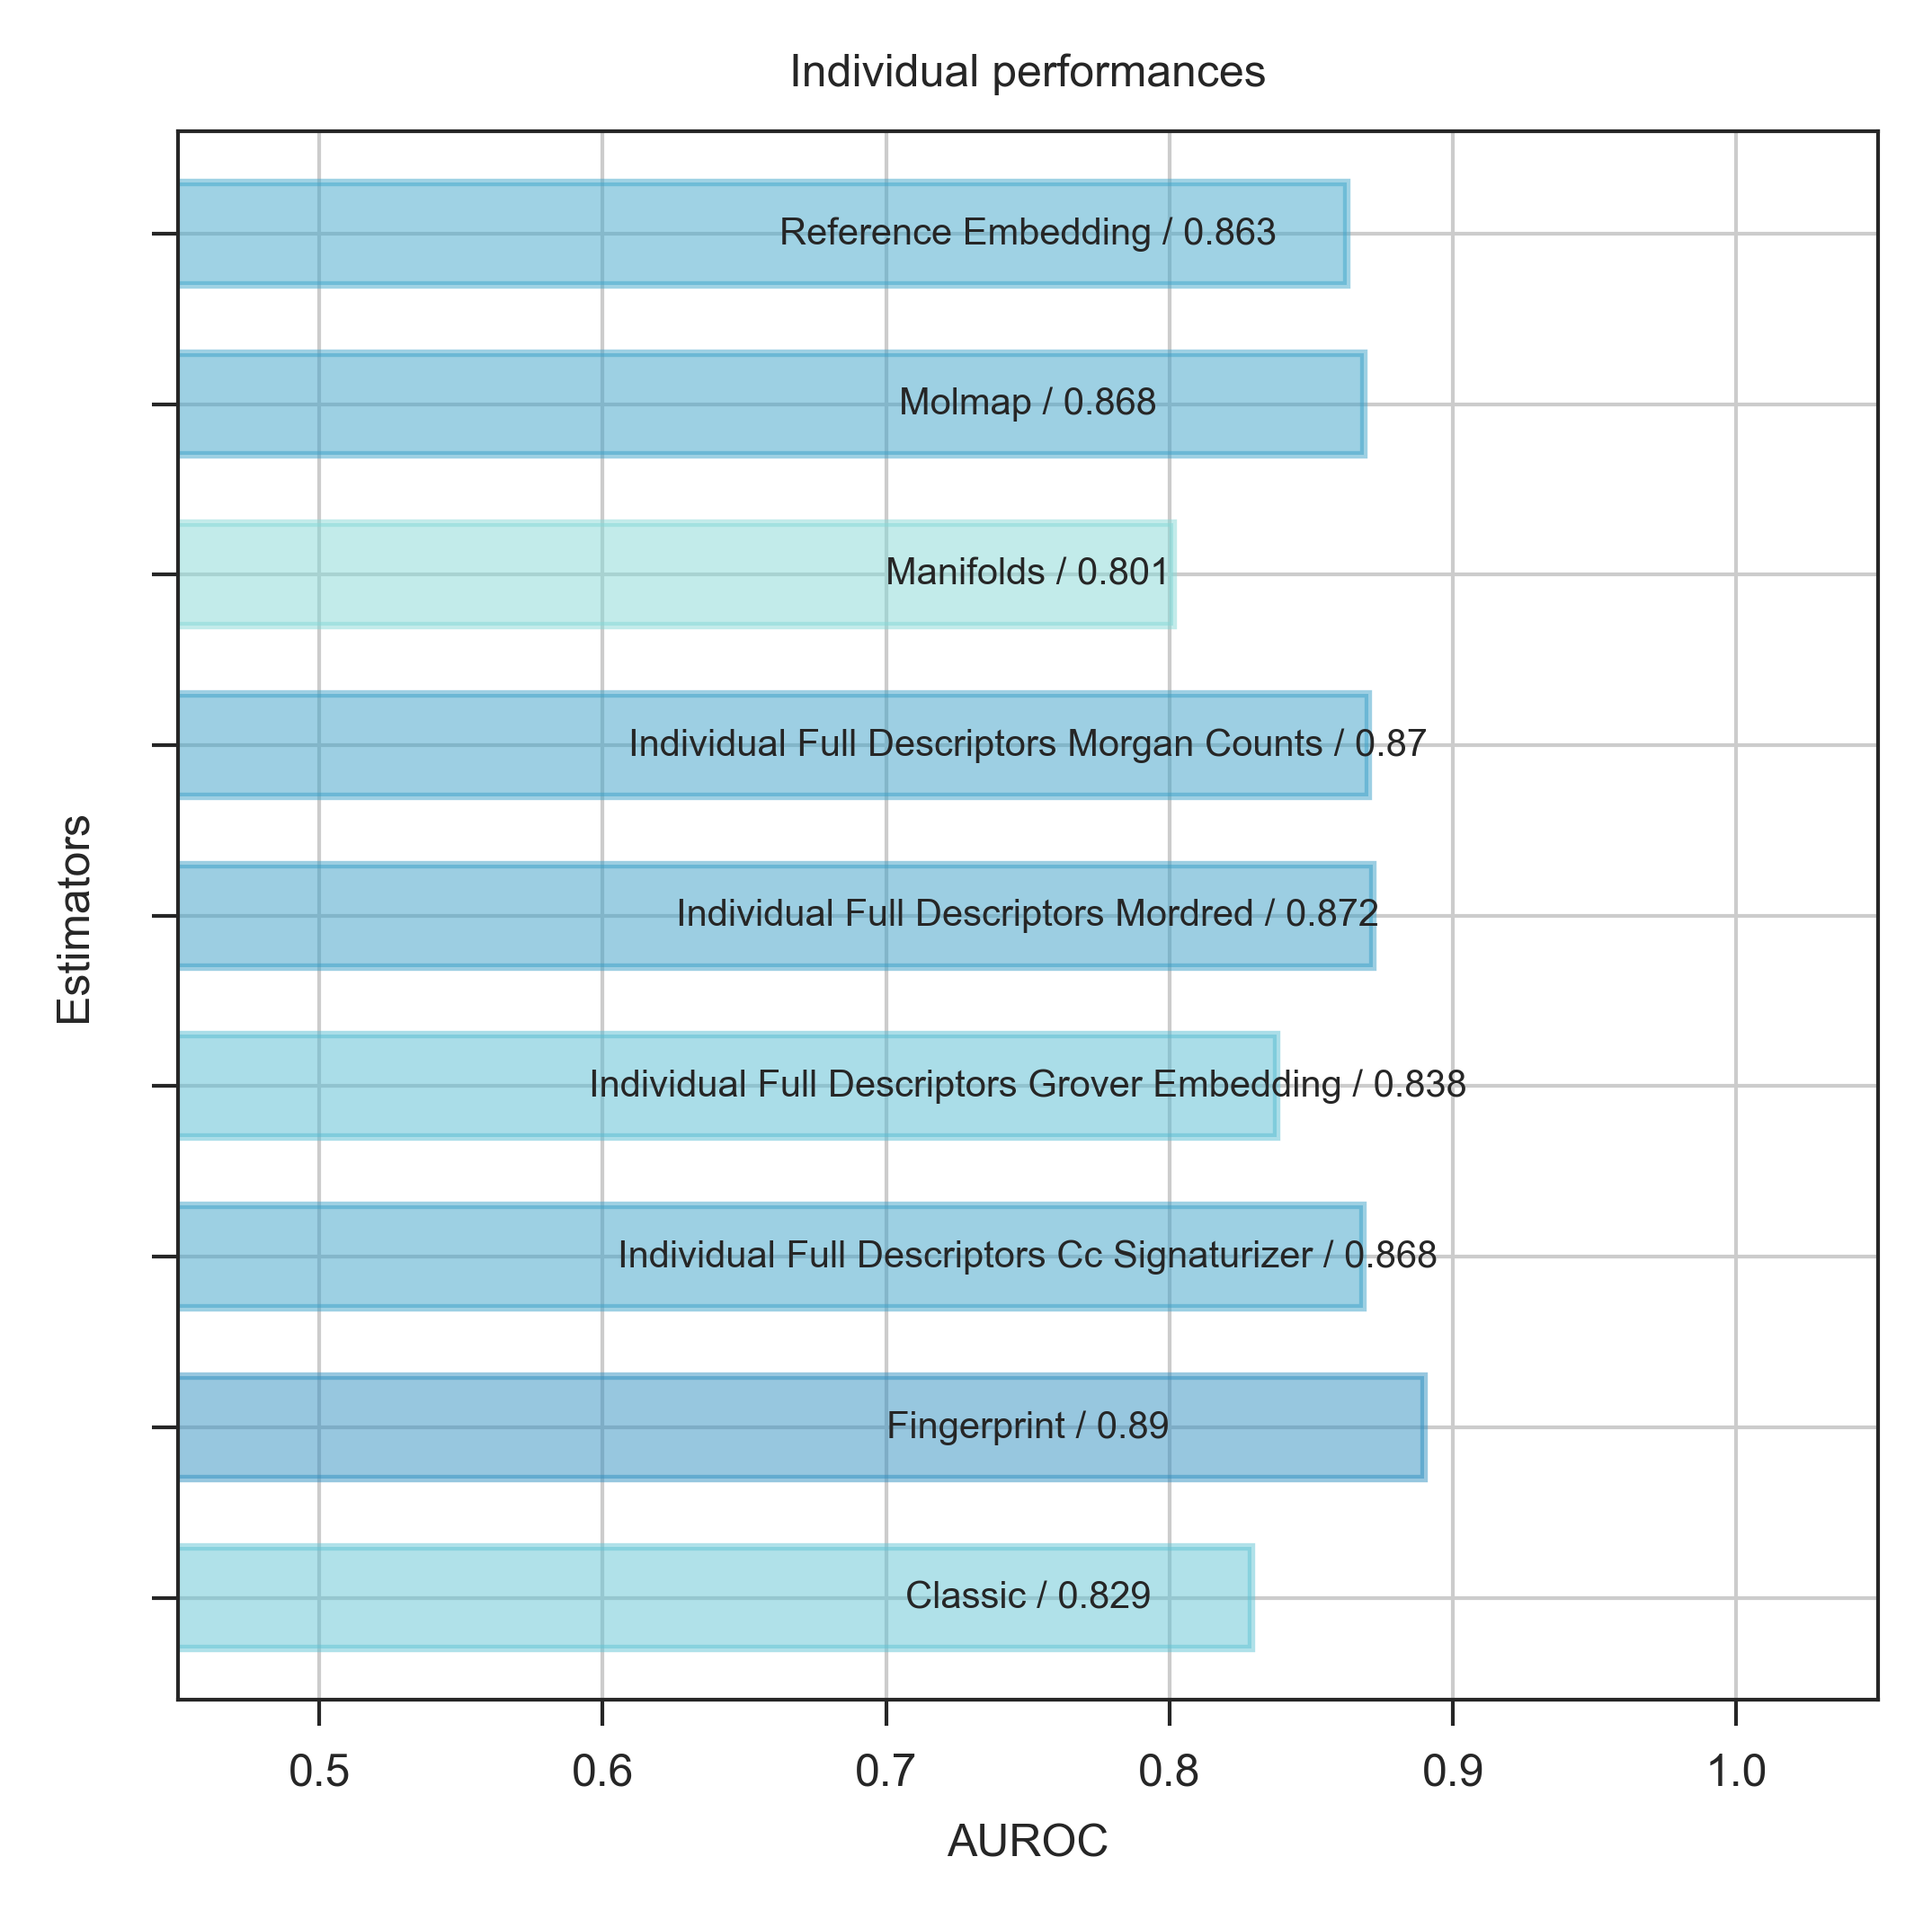 Individual performances
Reference Embedding / 0.863
Molmap / 0.868
Manifolds / 0.801
Individual Full Descriptors Morgan Counts / 0.87
Individual Full Descriptors Mordred / 0.872
Individual Full Descriptors Grover Embedding / 0.838
Individual Full Descriptors Cc Signaturizer / 0.868
Fingerprint / 0.89
Classic / 0.829
Estimators
0.5 0.6 0.7 0.8 0.9 1.0
AUROC